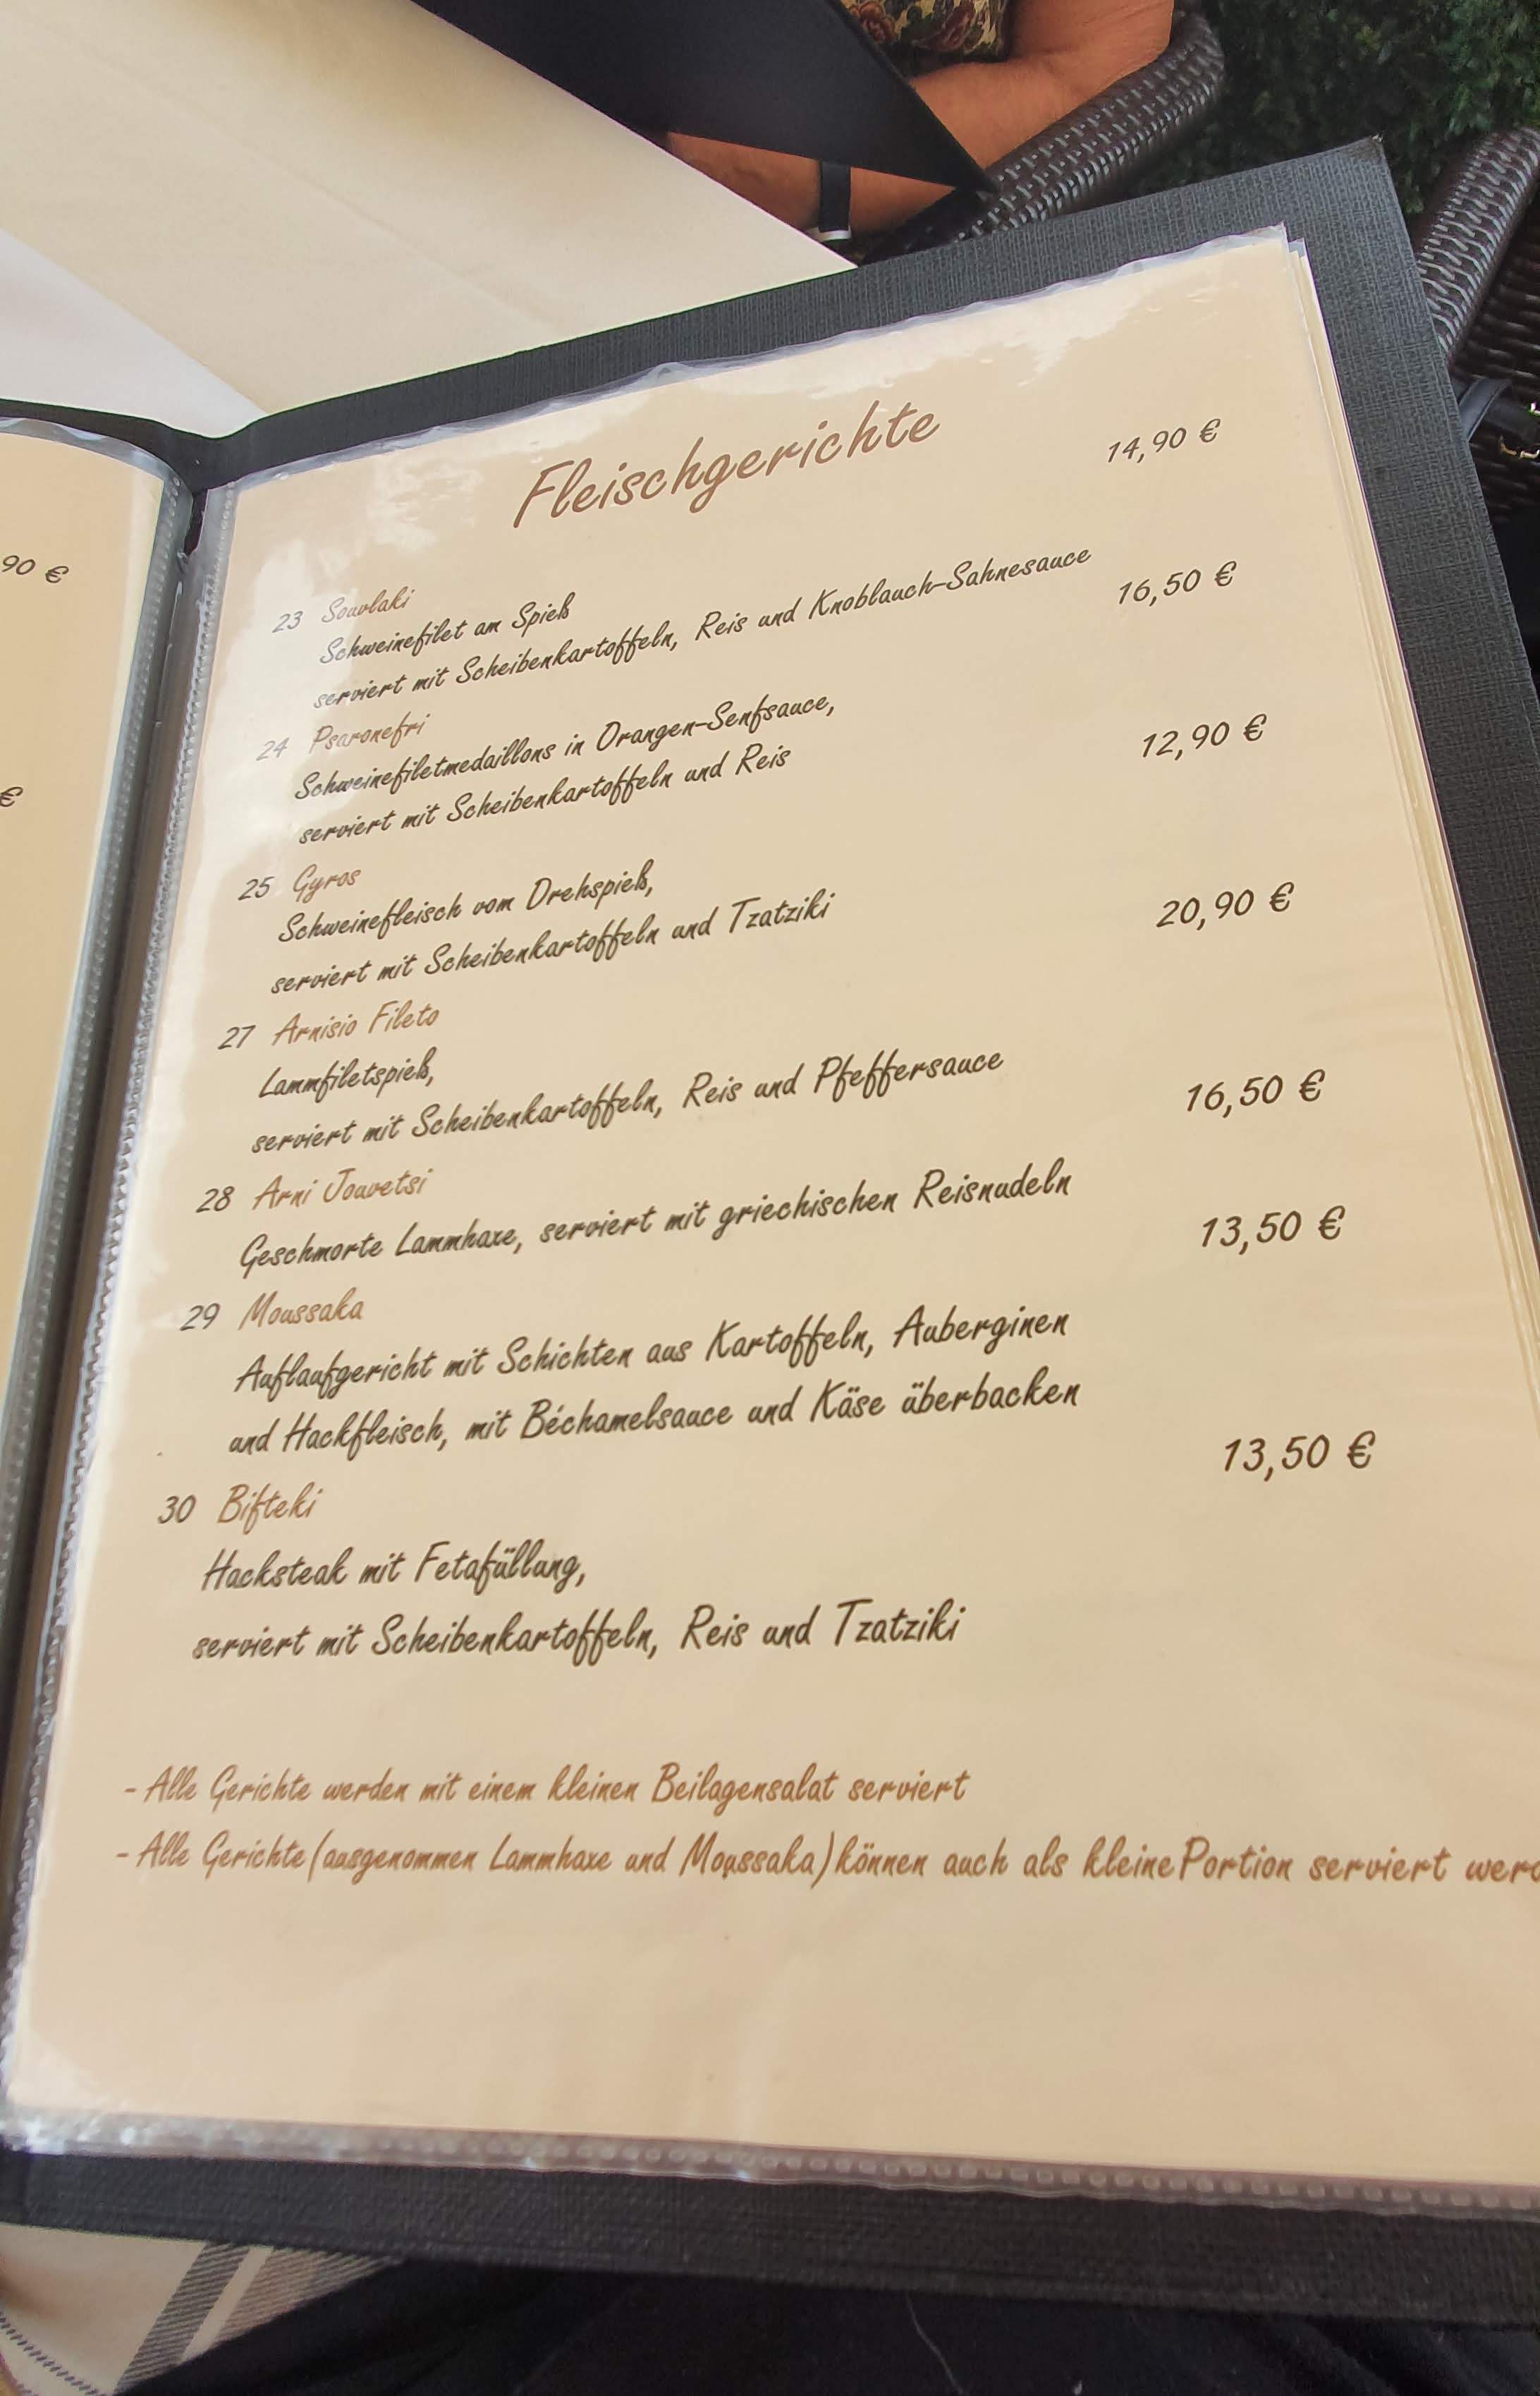 90 €
€
Fleischgerichte
23 Souvlaki 14,90 €
Schweinefilet am Spieß
serviert mit Scheibenkartoffeln, Reis und Knoblauch-Sahnesauce
24 Psaronefri 16,50 €
Schweinefiletmedaillons in Orangen-Senfsauce,
serviert mit Scheibenkartoffeln und Reis
25 Gyros 12,90 €
Schweinefleisch vom Drehspieß,
serviert mit Scheibenkartoffeln und Tzatziki
27 Arnisio Fileto 20,90 €
Lammfiletspieß,
serviert mit Scheibenkartoffeln, Reis und Pfeffersauce
28 Arni Jouvetsi 16,50 €
Geschmorte Lammhaxe, serviert mit griechischen Reisnudeln
29 Moussaka 13,50 €
Auflaufgericht mit Schichten aus Kartoffeln, Auberginen
und Hackfleisch, mit Béchamelsauce und Käse überbacken
30 Bifteki 13,50 €
Hacksteak mit Fetafüllung,
serviert mit Scheibenkartoffeln, Reis und Tzatziki
- Alle Gerichte werden mit einem kleinen Beilagensalat serviert
- Alle Gerichte (ausgenommen Lammhaxe und Moussaka) können auch als kleine Portion serviert werd